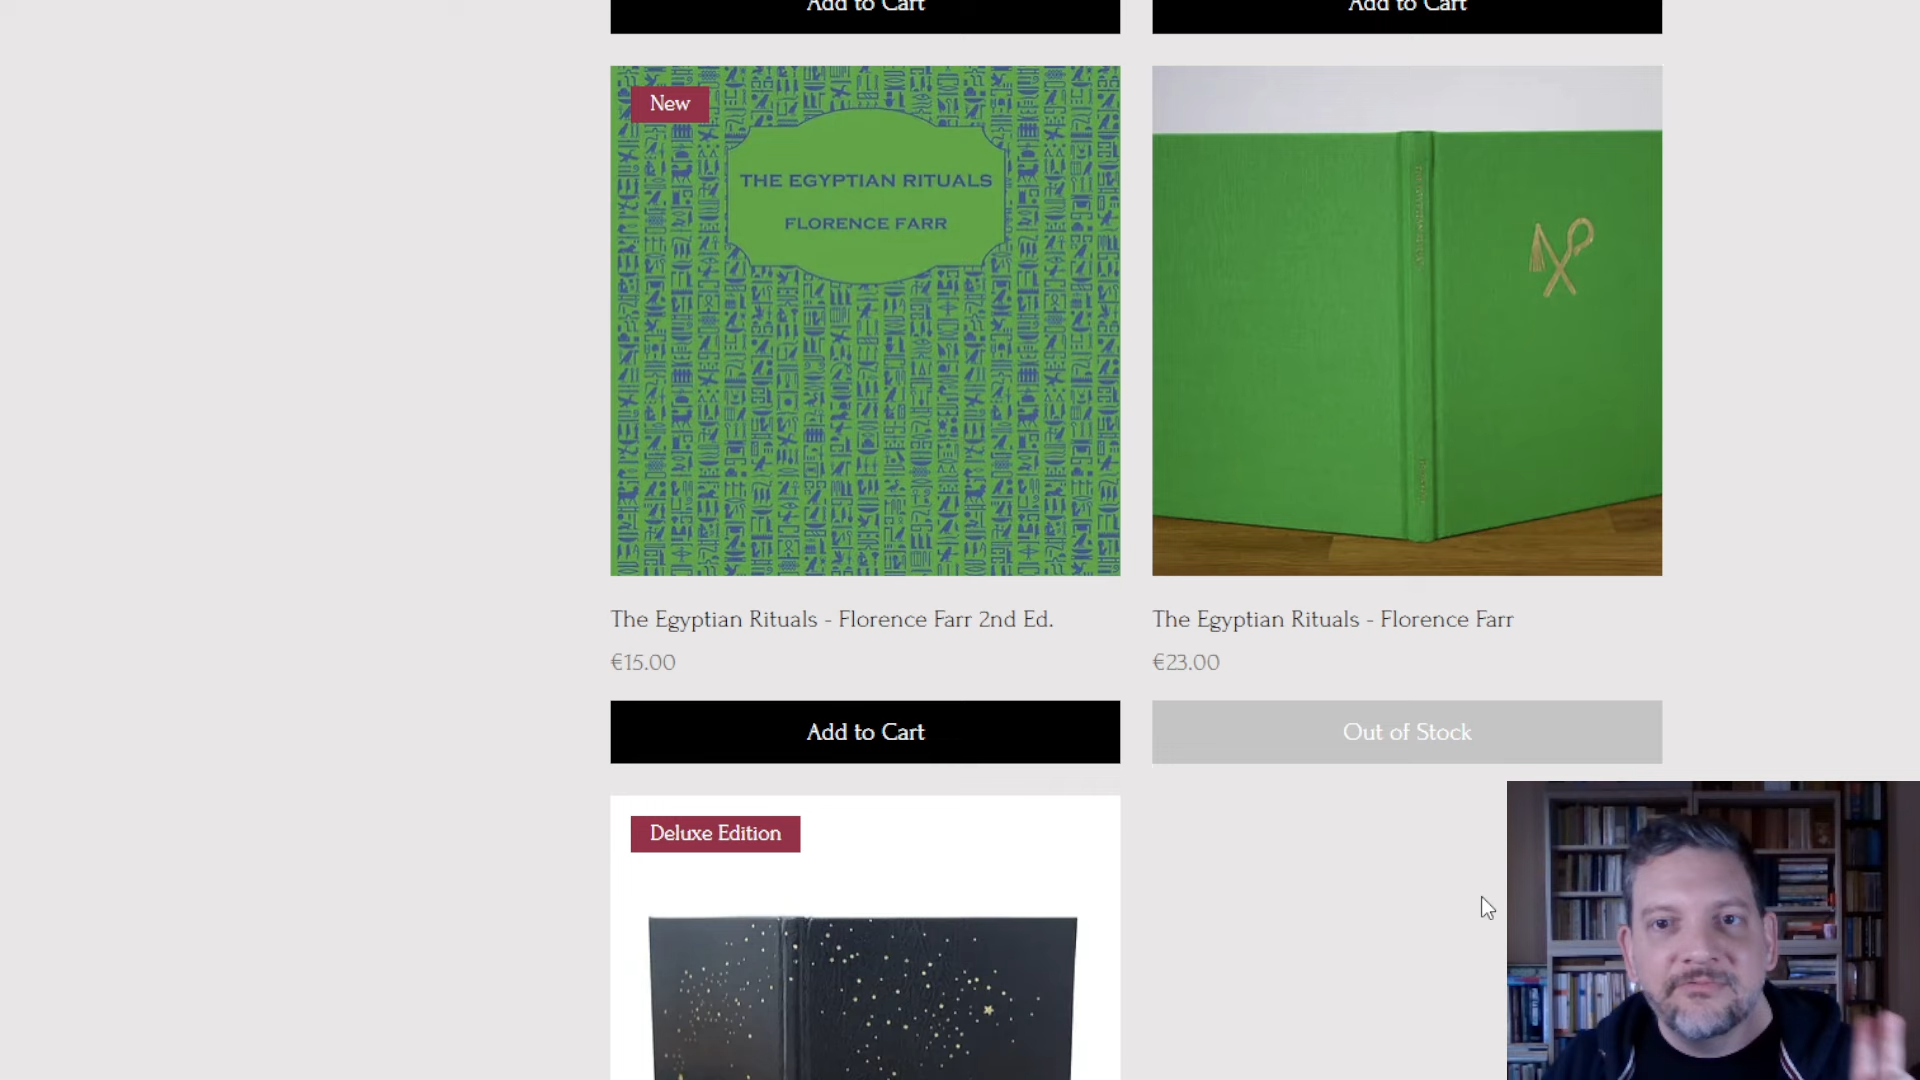 Add to Cart
Add to Cart
New
THE EGYPTIAN RITUALS
FLORENCE FARR
The Egyptian Rituals - Florence Farr 2nd Ed.
€15.00
Add to Cart
The Egyptian Rituals - Florence Farr
€23.00
Out of Stock
Deluxe Edition